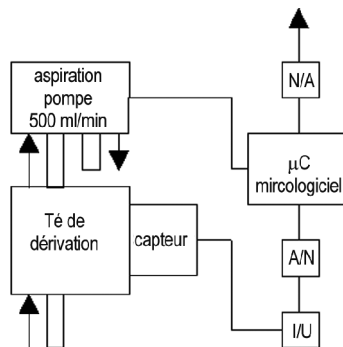 aspiration
pompe
500 ml/min
N/A
µC
mircologiciel
Té de
dérivation
capteur
A/N
I/U